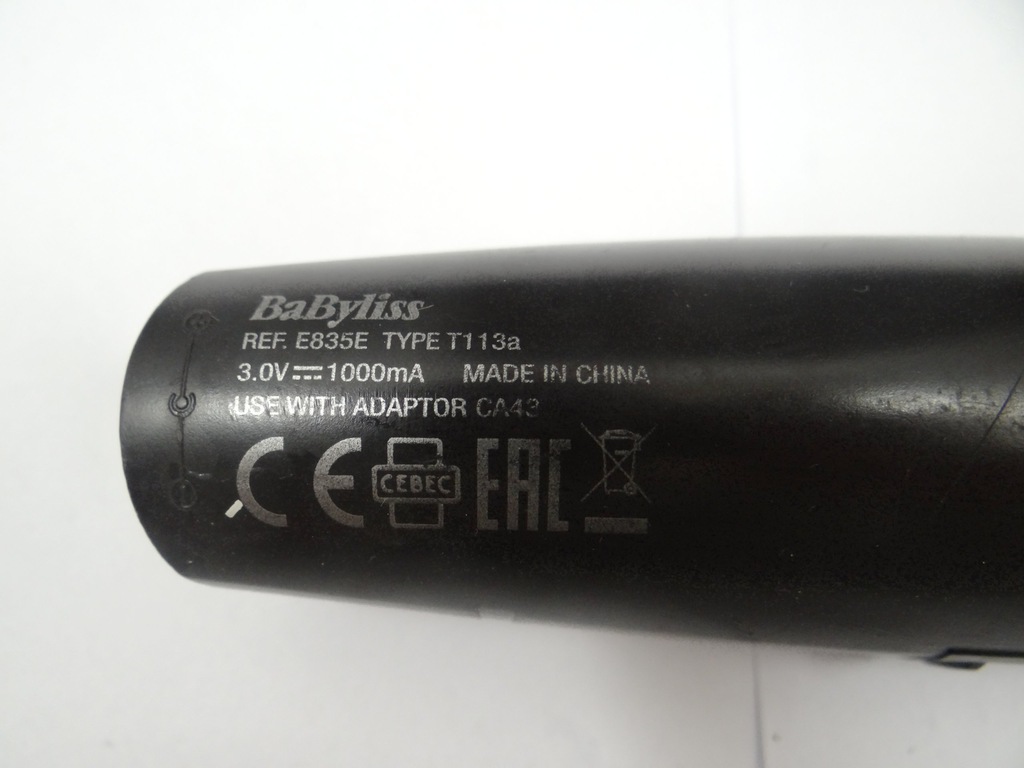 BaByliss
REF. E835E TYPE T113a
3.0V⎓1000mA MADE IN CHINA
USE WITH ADAPTOR CA43
CE CEBEC EAC